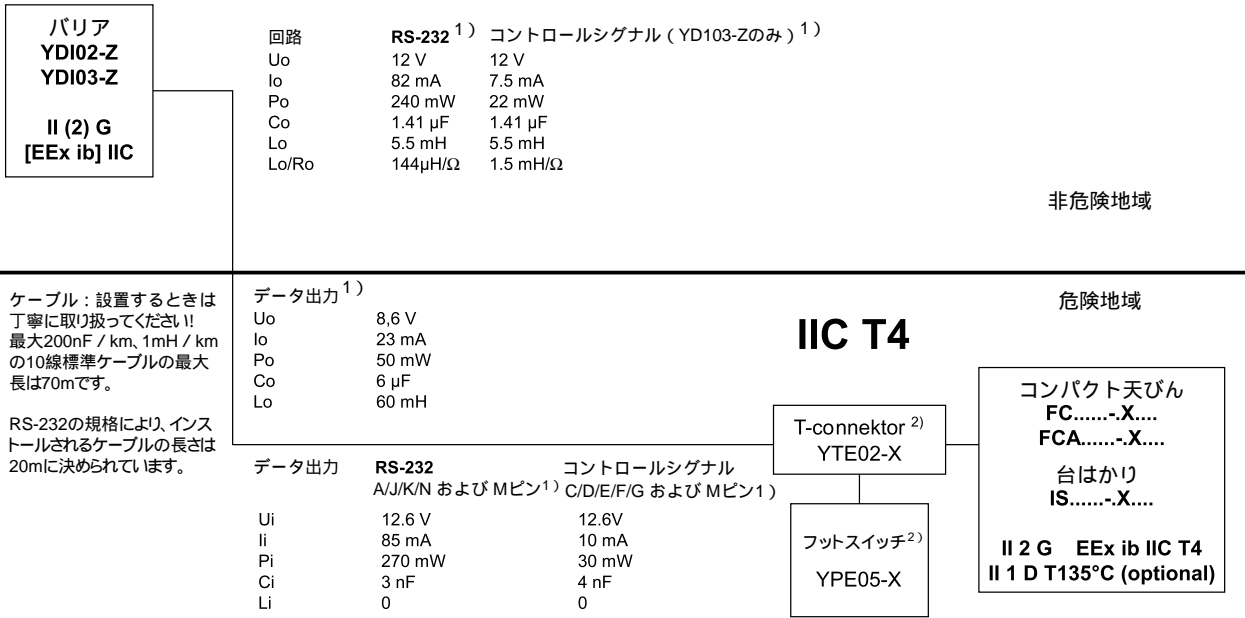 バリア
YDI02-Z
YDI03-Z
II (2) G
[EEx ib] IIC
回路 RS-232 1) コントロールシグナル(YD103-Zのみ)1)
Uo 12 V 12 V
Io 82 mA 7.5 mA
Po 240 mW 22 mW
Co 1.41 µF 1.41 µF
Lo 5.5 mH 5.5 mH
Lo/Ro 144µH/Ω 1.5 mH/Ω
非危険地域
ケーブル:設置するときは
丁寧に取り扱ってください!
最大200nF / km、1mH / km
の10線標準ケーブルの最大
長は70mです。
RS-232の規格により、インス
トールされるケーブルの長さは
20mに決められています。
データ出力1)
Uo 8,6 V
Io 23 mA
Po 50 mW
Co 6 µF
Lo 60 mH
危険地域
IIC T4
データ出力 RS-232 コントロールシグナル
A/J/K/N および Mピン1) C/D/E/F/G および Mピン1)
Ui 12.6 V 12.6V
Ii 85 mA 10 mA
Pi 270 mW 30 mW
Ci 3 nF 4 nF
Li 0 0
T-connektor 2)
YTE02-X
フットスイッチ2)
YPE05-X
コンパクト天びん
FC......-.X....
FCA......-.X....
台はかり
IS......-.X....
II 2 G EEx ib IIC T4
II 1 D T135°C (optional)